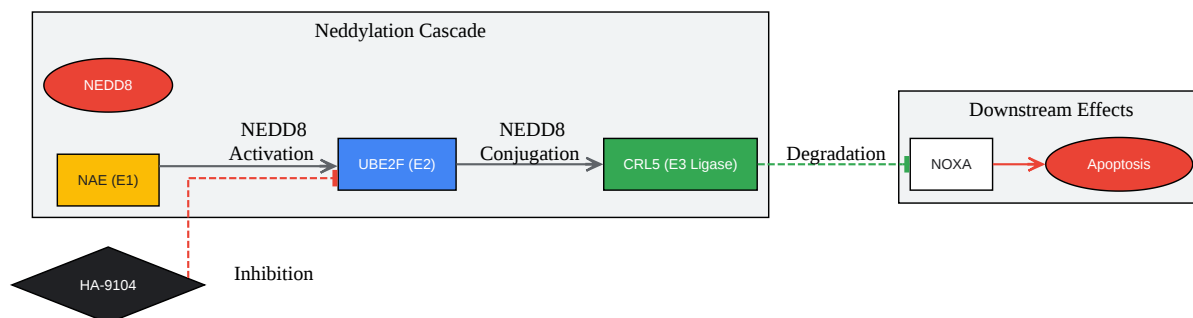 Neddylation Cascade
NEDD8
NEDD8
Activation
NEDD8
Conjugation
NAE (E1)
UBE2F (E2)
CRL5 (E3 Ligase)
Degradation
Downstream Effects
NOXA
Apoptosis
HA-9104
Inhibition